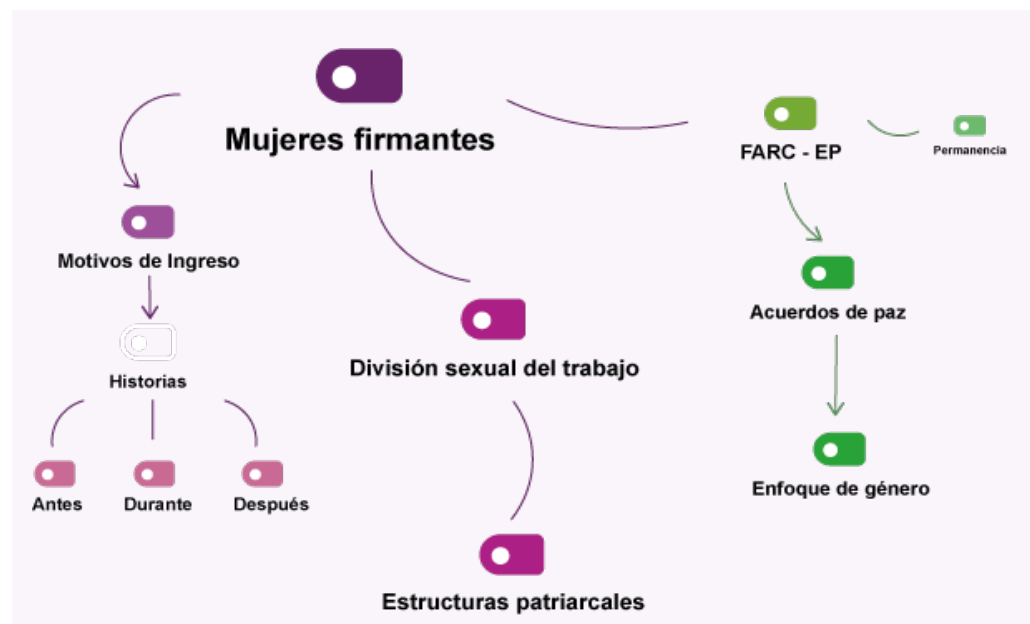 Mujeres firmantes
FARC - EP
Permanencia
Motivos de Ingreso
Acuerdos de paz
Historias
División sexual del trabajo
Antes
Durante
Después
Enfoque de género
Estructuras patriarcales